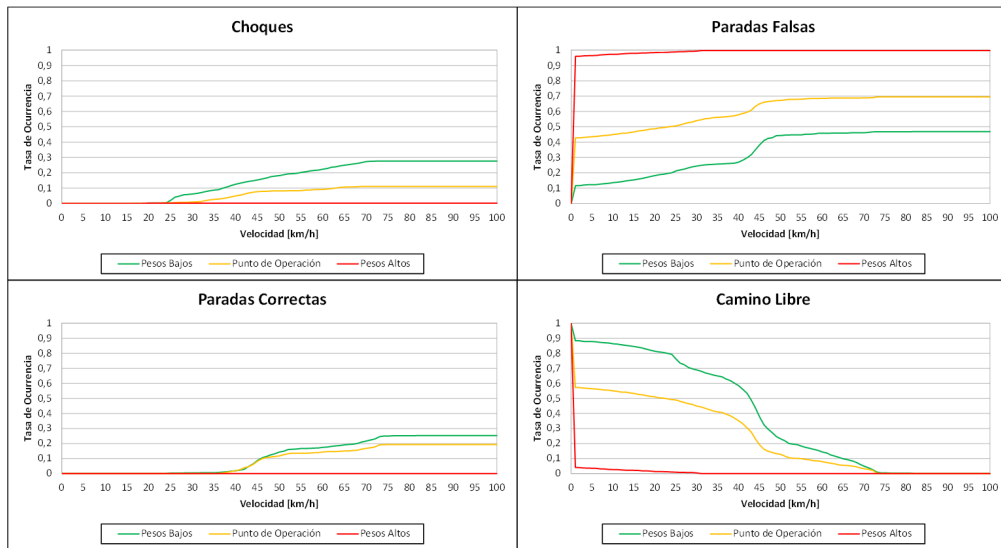 Choques
Tasa de Ocurrencia
1
0,9
0,8
0,7
0,6
0,5
0,4
0,3
0,2
0,1
0
0 5 10 15 20 25 30 35 40 45 50 55 60 65 70 75 80 85 90 95 100
Velocidad [km/h]
Pesos Bajos Punto de Operación Pesos Altos
Paradas Falsas
Tasa de Ocurrencia
1
0,9
0,8
0,7
0,6
0,5
0,4
0,3
0,2
0,1
0
0 5 10 15 20 25 30 35 40 45 50 55 60 65 70 75 80 85 90 95 100
Velocidad [km/h]
Pesos Bajos Punto de Operación Pesos Altos
Paradas Correctas
Tasa de Ocurrencia
1
0,9
0,8
0,7
0,6
0,5
0,4
0,3
0,2
0,1
0
0 5 10 15 20 25 30 35 40 45 50 55 60 65 70 75 80 85 90 95 100
Velocidad [km/h]
Pesos Bajos Punto de Operación Pesos Altos
Camino Libre
Tasa de Ocurrencia
1
0,9
0,8
0,7
0,6
0,5
0,4
0,3
0,2
0,1
0
0 5 10 15 20 25 30 35 40 45 50 55 60 65 70 75 80 85 90 95 100
Velocidad [km/h]
Pesos Bajos Punto de Operación Pesos Altos